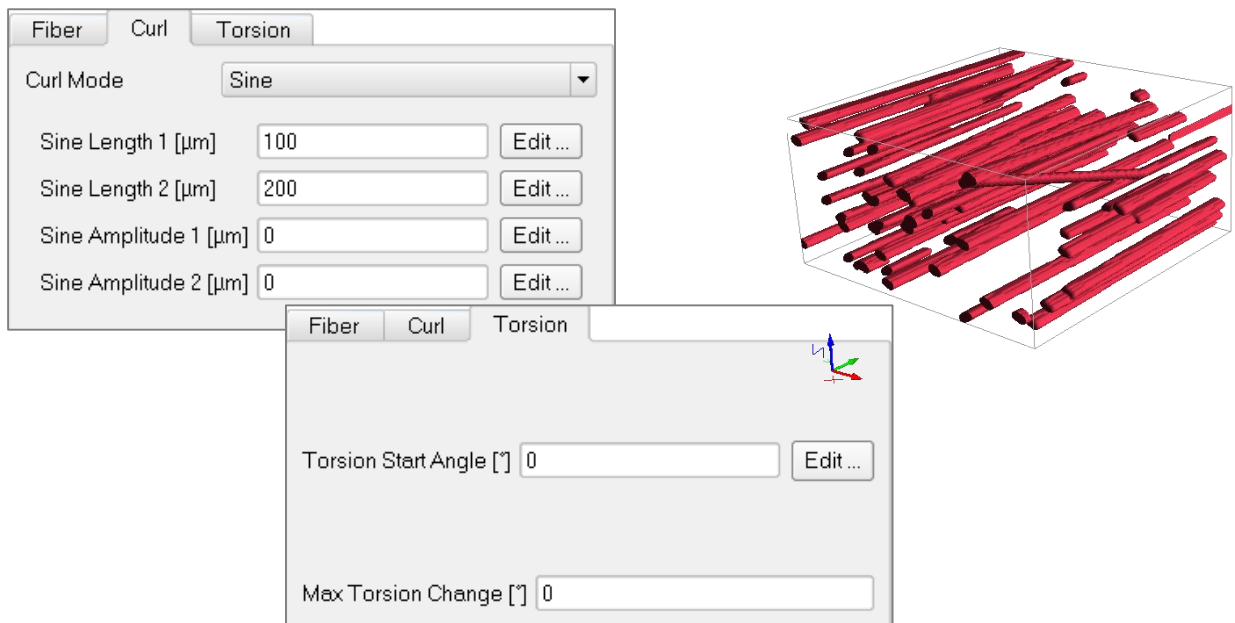 Fiber Curl Torsion
Curl Mode Sine
Sine Length 1 [µm] 100 Edit ...
Sine Length 2 [µm] 200 Edit ...
Sine Amplitude 1 [µm] 0 Edit ...
Sine Amplitude 2 [µm] 0 Edit ...
Fiber Curl Torsion
Torsion Start Angle [°] 0 Edit ...
Max Torsion Change [°] 0